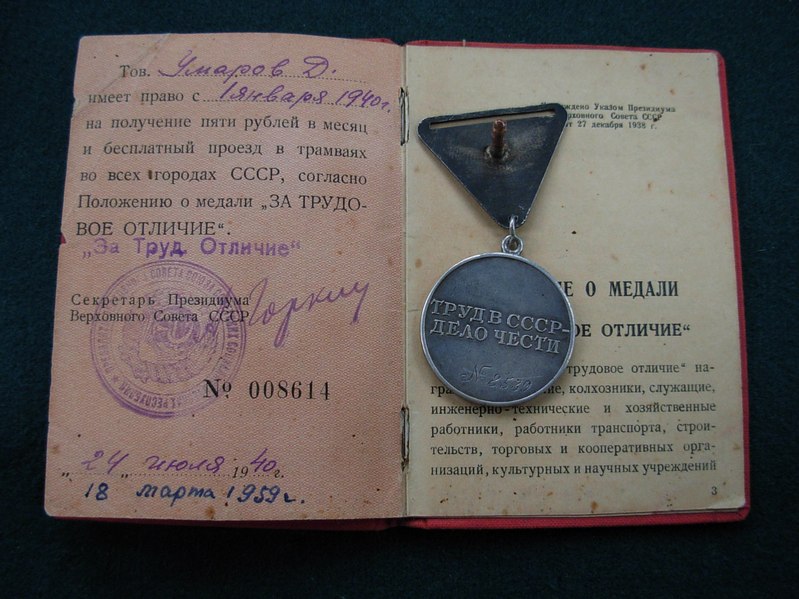 Тов. Умаров Д.
имеет право с 1 января 1940 г.
на получение пяти рублей в месяц
и бесплатный проезд в трамваях
во всех городах СССР, согласно
Положению о медали „ЗА ТРУДО-
ВОЕ ОТЛИЧИЕ“.
„За Труд. Отличие“
Секретарь Президиума
Верховного Совета СССР
Горкин
№ 008614
„24„ июля 1940 г.
18 марта 1959 г.
Указом Президиума
Верховного Совета СССР
от 27 декабря 1938 г.
О МЕДАЛИ
ОТЛИЧИЕ“
трудовое отличие“ на-
колхозники, служащие,
инженерно-технические и хозяйственные
работники, работники транспорта, строи-
тельств, торговых и кооперативных орга-
низаций, культурных и научных учреждений
3
ТРУД В СССР-
ДЕЛО ЧЕСТИ